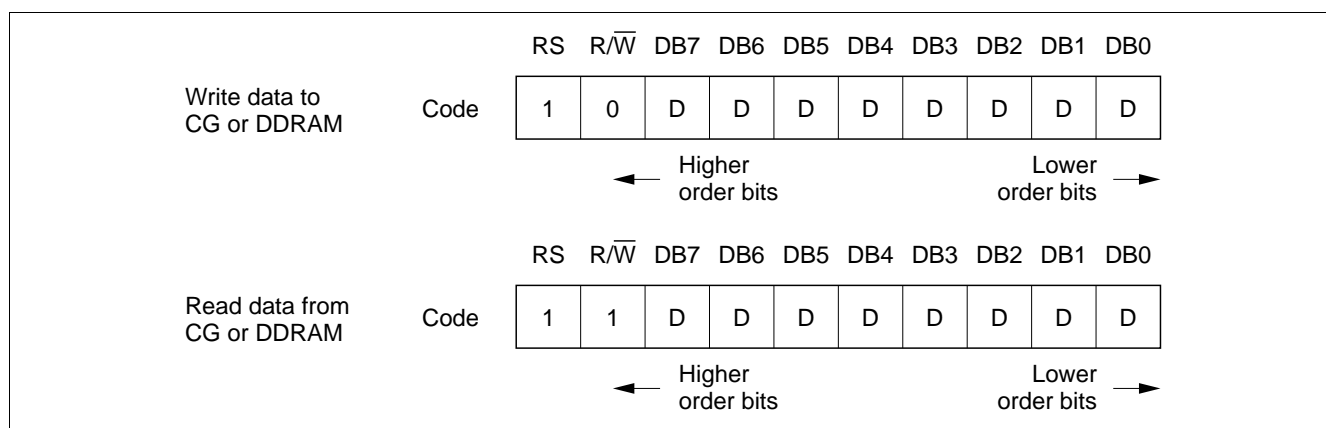 RS R/W̅ DB7 DB6 DB5 DB4 DB3 DB2 DB1 DB0
Write data to
CG or DDRAM
Code 1 0 D D D D D D D D
Higher
order bits
Lower
order bits
RS R/W̅ DB7 DB6 DB5 DB4 DB3 DB2 DB1 DB0
Read data from
CG or DDRAM
Code 1 1 D D D D D D D D
Higher
order bits
Lower
order bits